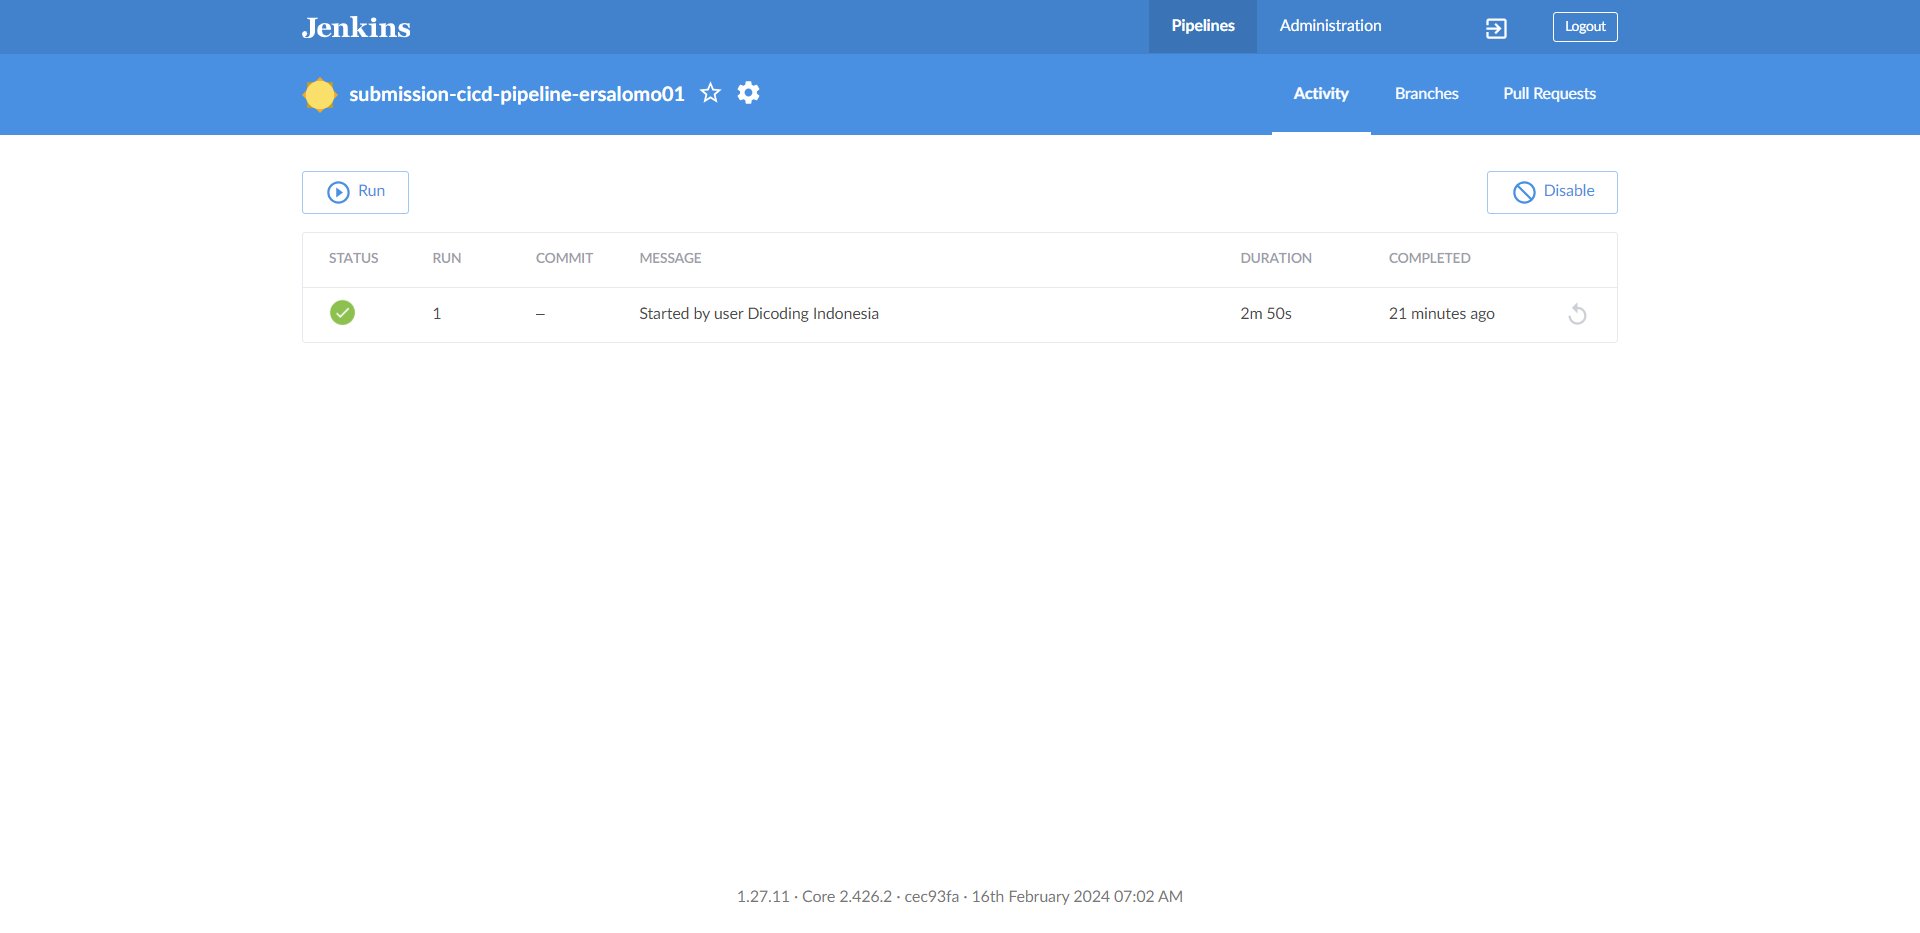 Jenkins
Pipelines Administration Logout
submission-cicd-pipeline-ersalomo01
Activity Branches Pull Requests
Run Disable
STATUS RUN COMMIT MESSAGE DURATION COMPLETED
1 – Started by user Dicoding Indonesia 2m 50s 21 minutes ago
1.27.11 · Core 2.426.2 · cec93fa · 16th February 2024 07:02 AM